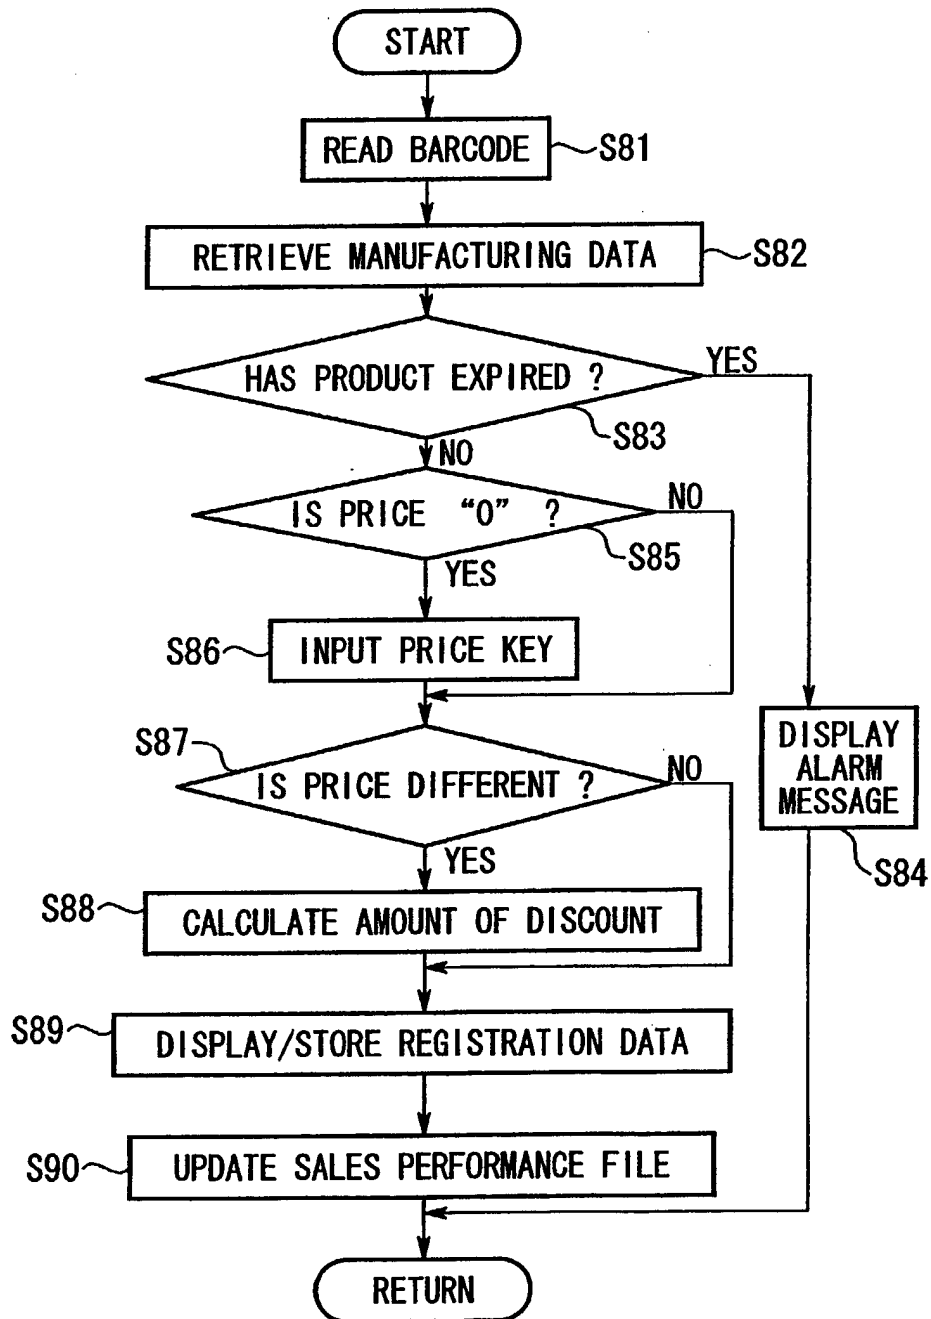 START
READ BARCODE
S81
RETRIEVE MANUFACTURING DATA
S82
HAS PRODUCT EXPIRED ?
YES
S83
NO
IS PRICE “0” ?
NO
S85
YES
S86
INPUT PRICE KEY
S87
IS PRICE DIFFERENT ?
NO
DISPLAY
ALARM
MESSAGE
S84
YES
S88
CALCULATE AMOUNT OF DISCOUNT
S89
DISPLAY/STORE REGISTRATION DATA
S90
UPDATE SALES PERFORMANCE FILE
RETURN